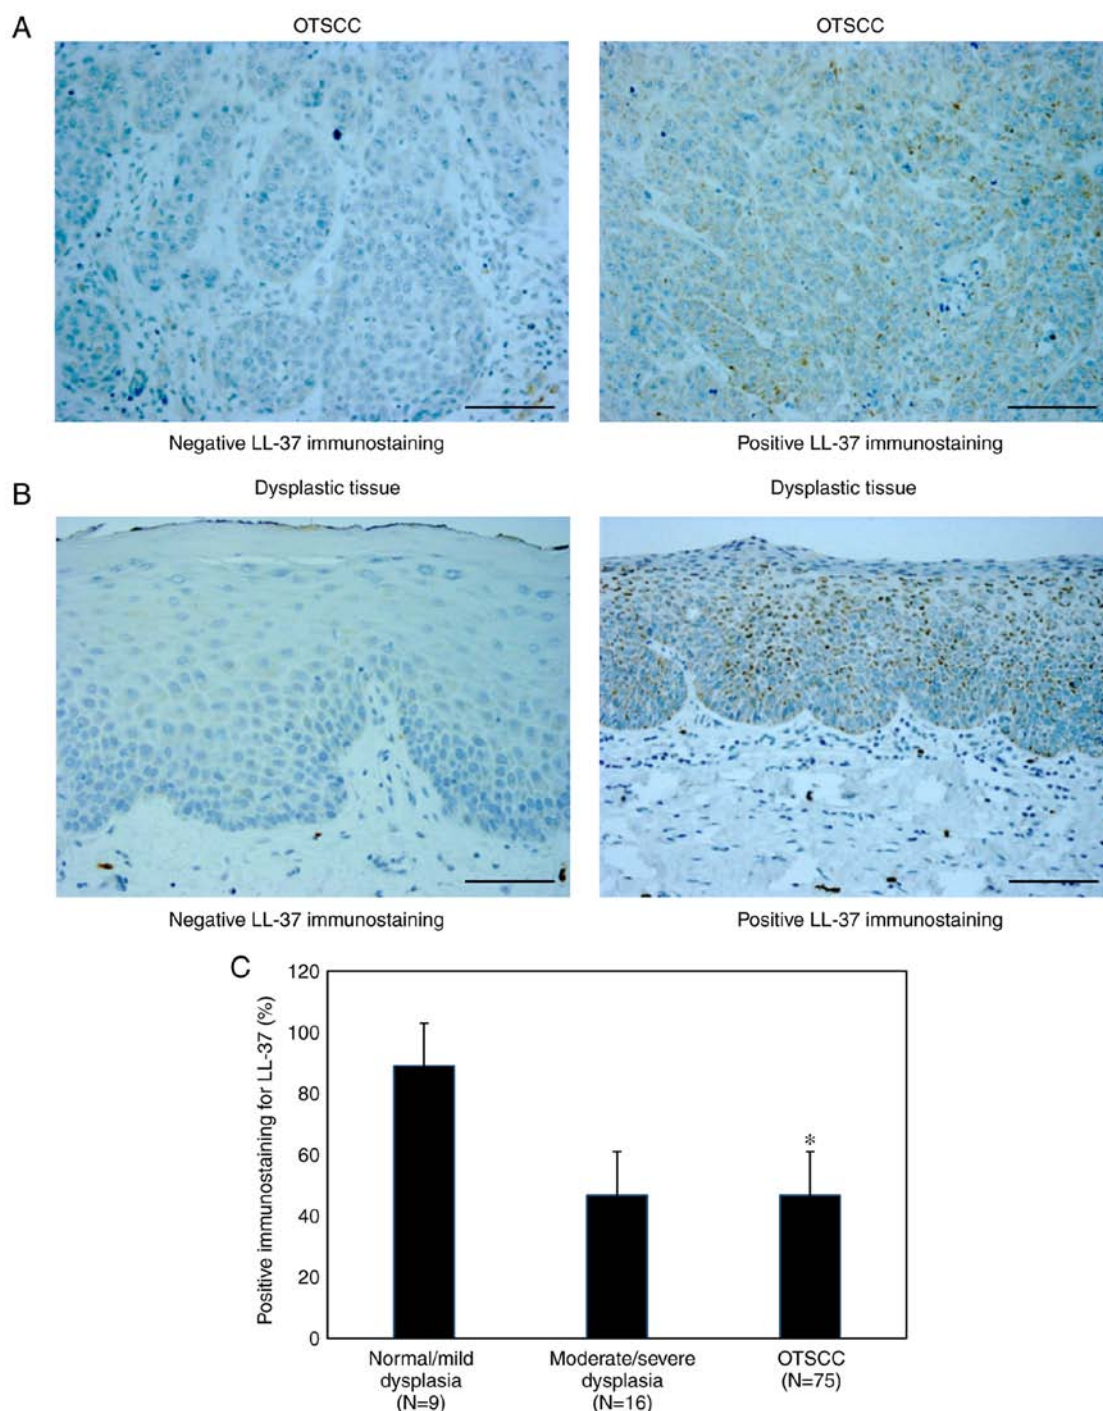 A
OTSCC
OTSCC
Negative LL-37 immunostaining
Positive LL-37 immunostaining
B
Dysplastic tissue
Dysplastic tissue
Negative LL-37 immunostaining
Positive LL-37 immunostaining
C
Positive immunostaining for LL-37 (%)
120
100
80
60
40
20
0
*
Normal/mild
dysplasia
(N=9)
Moderate/severe
dysplasia
(N=16)
OTSCC
(N=75)